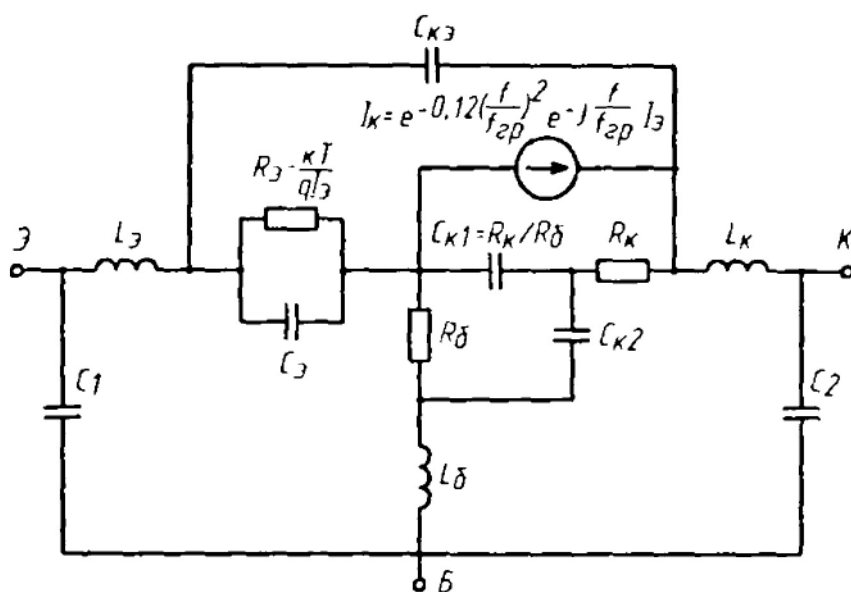 Cкэ
Iк=e^-0,12(f/fгр)^2 e^-j f/fгр Iэ
Rэ-кT/qIэ
Э
Lэ
Cк1=Rк/Rб
Rк
Lк
К
Cэ
Rб
Cк2
C1
C2
Lб
Б